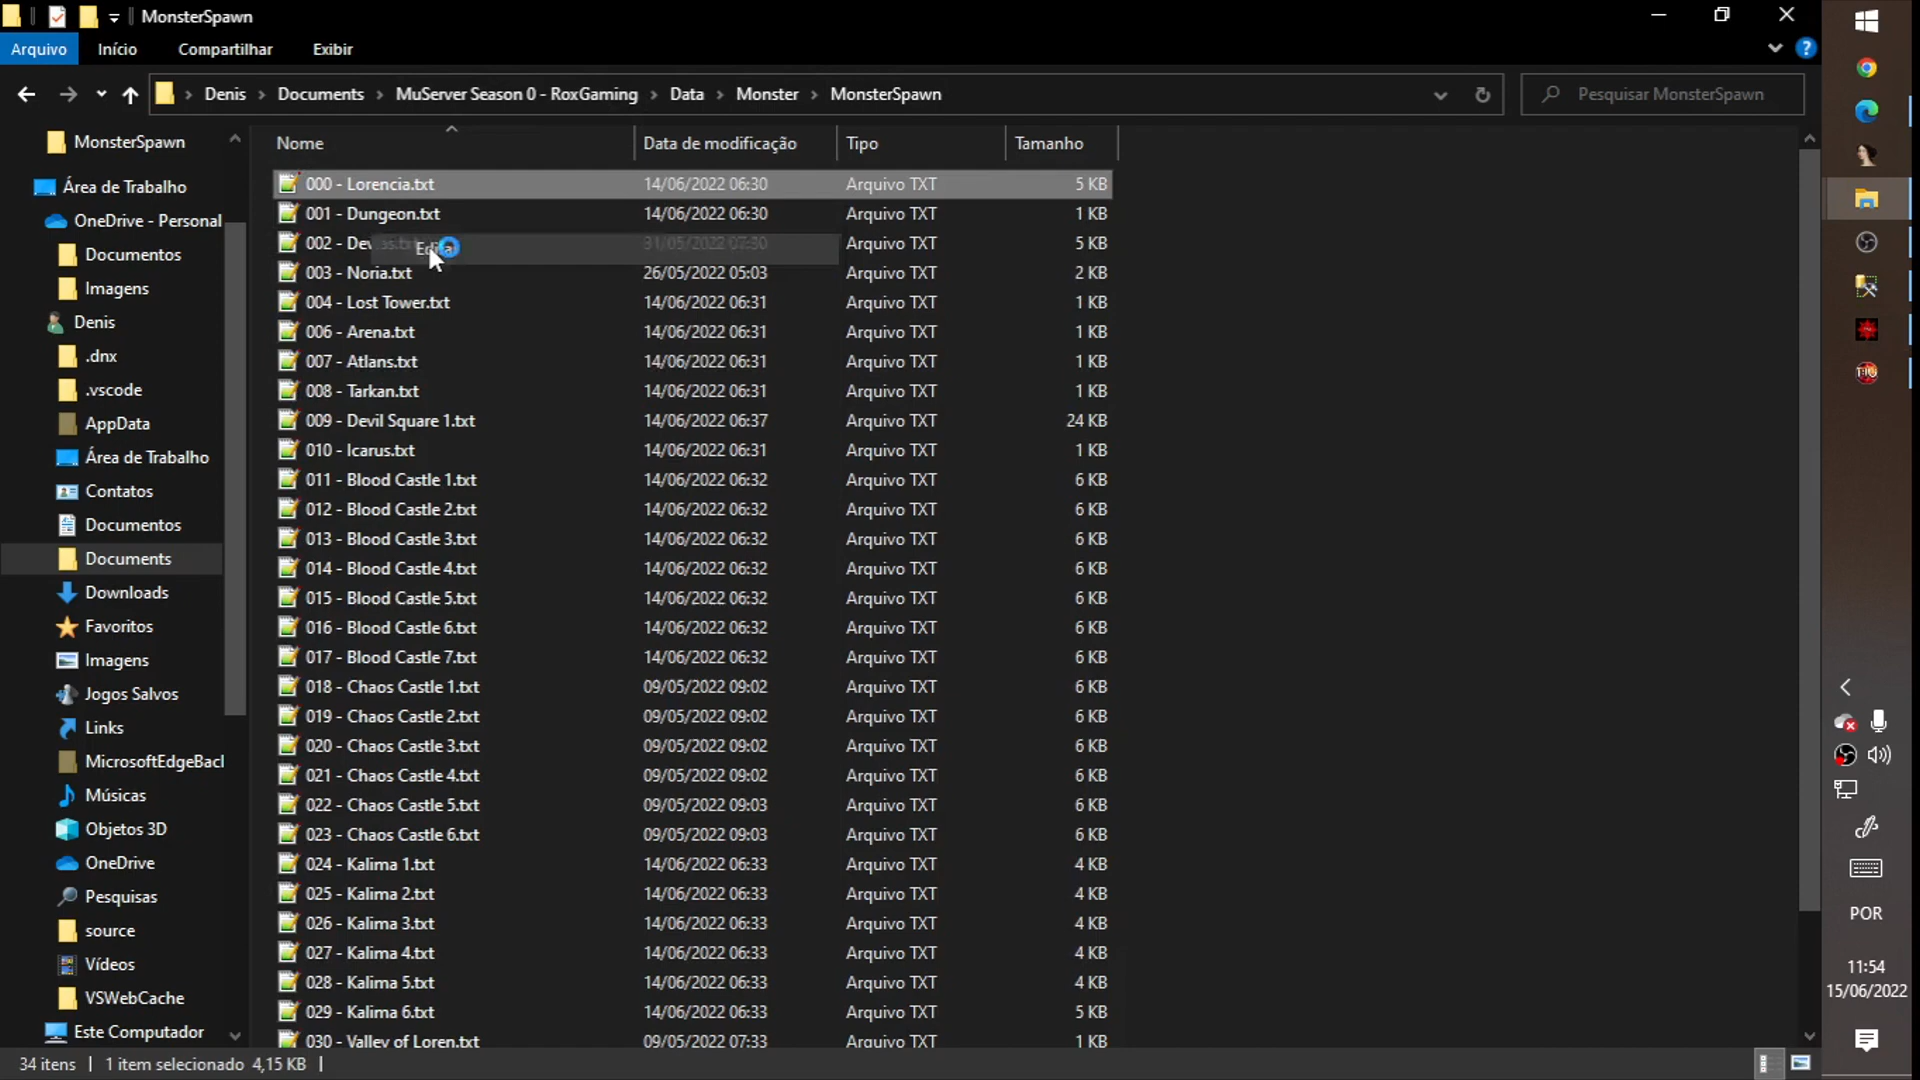 MonsterSpawn
Arquivo Início Compartilhar Exibir
Denis Documents MuServer Season 0 - RoxGaming Data Monster MonsterSpawn Pesquisar MonsterSpawn
MonsterSpawn
Área de Trabalho
OneDrive - Personal
Documentos
Imagens
Denis
.dnx
.vscode
AppData
Área de Trabalho
Contatos
Documentos
Documents
Downloads
Favoritos
Imagens
Jogos Salvos
Links
MicrosoftEdgeBacl
Músicas
Objetos 3D
OneDrive
Pesquisas
source
Vídeos
VSWebCache
Este Computador
Nome Data de modificação Tipo Tamanho
000 - Lorencia.txt 14/06/2022 06:30 Arquivo TXT 5 KB
001 - Dungeon.txt 14/06/2022 06:30 Arquivo TXT 1 KB
002 - 31/05/2022 07:30 Arquivo TXT 5 KB
003 - Noria.txt 26/05/2022 05:03 Arquivo TXT 2 KB
004 - Lost Tower.txt 14/06/2022 06:31 Arquivo TXT 1 KB
006 - Arena.txt 14/06/2022 06:31 Arquivo TXT 1 KB
007 - Atlans.txt 14/06/2022 06:31 Arquivo TXT 1 KB
008 - Tarkan.txt 14/06/2022 06:31 Arquivo TXT 1 KB
009 - Devil Square 1.txt 14/06/2022 06:37 Arquivo TXT 24 KB
010 - Icarus.txt 14/06/2022 06:31 Arquivo TXT 1 KB
011 - Blood Castle 1.txt 14/06/2022 06:32 Arquivo TXT 6 KB
012 - Blood Castle 2.txt 14/06/2022 06:32 Arquivo TXT 6 KB
013 - Blood Castle 3.txt 14/06/2022 06:32 Arquivo TXT 6 KB
014 - Blood Castle 4.txt 14/06/2022 06:32 Arquivo TXT 6 KB
015 - Blood Castle 5.txt 14/06/2022 06:32 Arquivo TXT 6 KB
016 - Blood Castle 6.txt 14/06/2022 06:32 Arquivo TXT 6 KB
017 - Blood Castle 7.txt 14/06/2022 06:32 Arquivo TXT 6 KB
018 - Chaos Castle 1.txt 09/05/2022 09:02 Arquivo TXT 6 KB
019 - Chaos Castle 2.txt 09/05/2022 09:02 Arquivo TXT 6 KB
020 - Chaos Castle 3.txt 09/05/2022 09:02 Arquivo TXT 6 KB
021 - Chaos Castle 4.txt 09/05/2022 09:02 Arquivo TXT 6 KB
022 - Chaos Castle 5.txt 09/05/2022 09:03 Arquivo TXT 6 KB
023 - Chaos Castle 6.txt 09/05/2022 09:03 Arquivo TXT 6 KB
024 - Kalima 1.txt 14/06/2022 06:33 Arquivo TXT 4 KB
025 - Kalima 2.txt 14/06/2022 06:33 Arquivo TXT 4 KB
026 - Kalima 3.txt 14/06/2022 06:33 Arquivo TXT 4 KB
027 - Kalima 4.txt 14/06/2022 06:33 Arquivo TXT 4 KB
028 - Kalima 5.txt 14/06/2022 06:33 Arquivo TXT 4 KB
029 - Kalima 6.txt 14/06/2022 06:33 Arquivo TXT 5 KB
030 - Valley of Loren.txt 09/05/2022 07:33 Arquivo TXT 1 KB
34 itens 1 item selecionado 4,15 KB
POR
11:54
15/06/2022